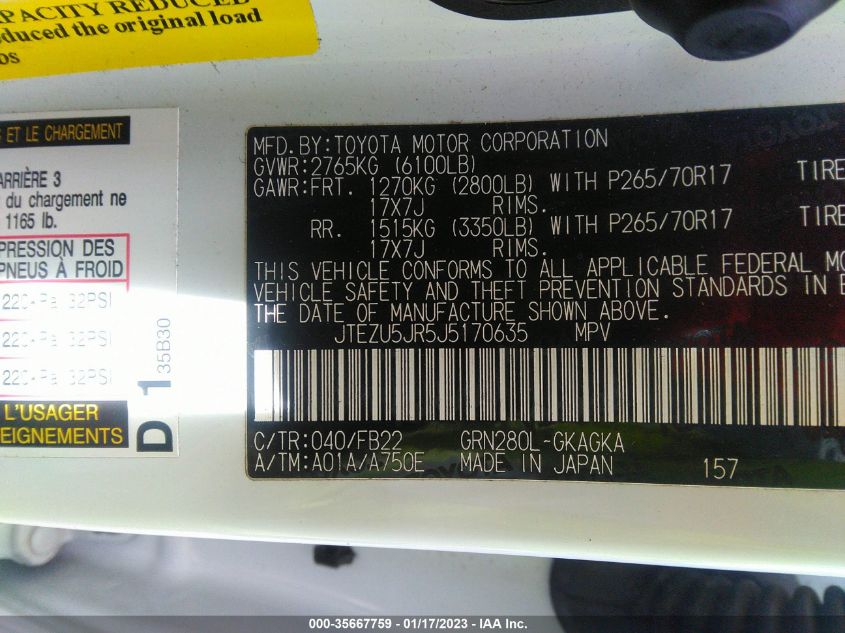 CAPACITY REDUCED
oduced the original load
os
S ET LE CHARGEMENT
ARRIÈRE 3
du chargement ne
1165 lb.
PRESSION DES
PNEUS À FROID
32PSI
32PSI
32PSI
L'USAGER
SEIGNEMENTS
D1
35B30
MFD.BY:TOYOTA MOTOR CORPORATION
GVWR:2765KG (6100LB)
GAWR:FRT. 1270KG (2800LB) WITH P265/70R17 TIRE
17X7J RIMS.
RR. 1515KG (3350LB) WITH P265/70R17 TIRE
17X7J RIMS.
THIS VEHICLE CONFORMS TO ALL APPLICABLE FEDERAL MO
VEHICLE SAFETY AND THEFT PREVENTION STANDARDS IN E
THE DATE OF MANUFACTURE SHOWN ABOVE.
JTEZU5JR5J5170635 MPV
C/TR:040/FB22 GRN280L-GKAGKA
A/TM:A01A/A750E MADE IN JAPAN 157
000-35667759 - 01/17/2023 - IAA Inc.